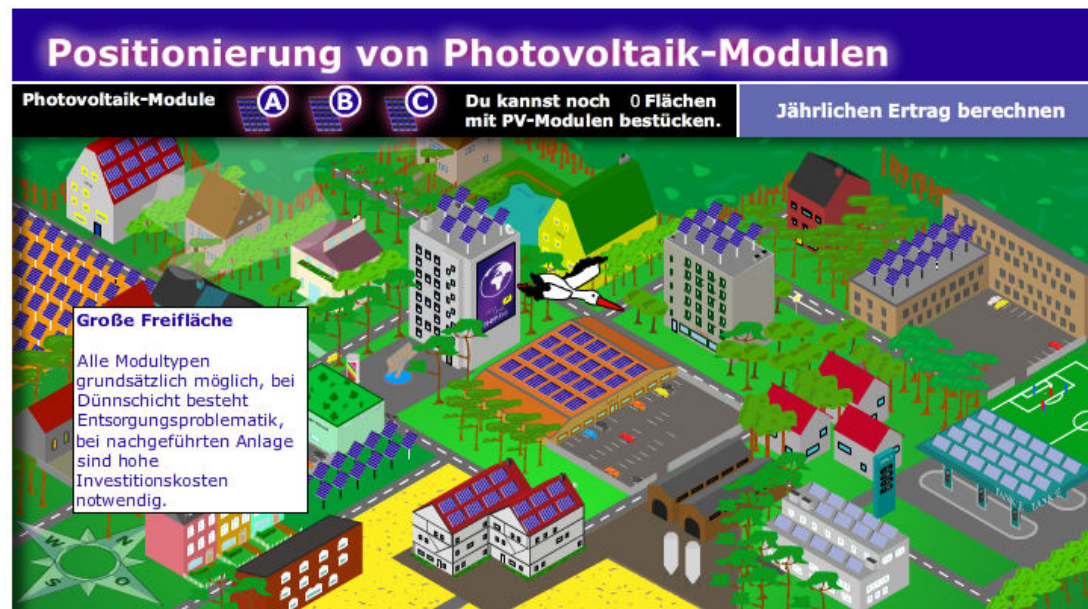 Positionierung von Photovoltaik-Modulen
Photovoltaik-Module
A
B
C
Du kannst noch 0 Flächen
mit PV-Modulen bestücken.
Jährlichen Ertrag berechnen
Große Freifläche
Alle Modultypen
grundsätzlich möglich, bei
Dünnschicht besteht
Entsorgungsproblematik,
bei nachgeführten Anlage
sind hohe
Investitionskosten
notwendig.
W
N
S
O